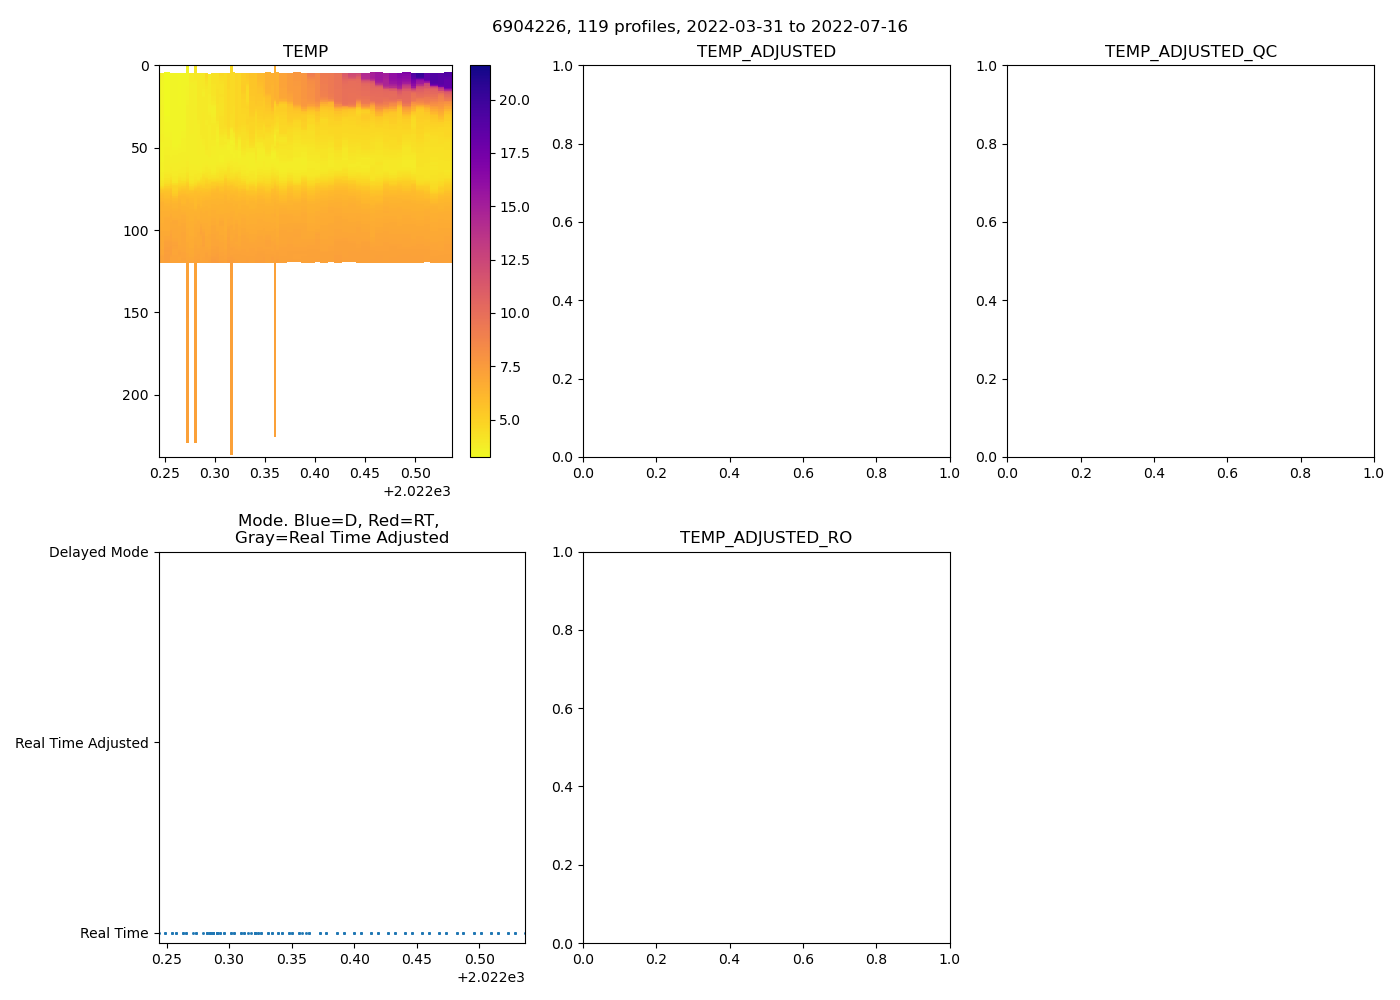 6904226, 119 profiles, 2022-03-31 to 2022-07-16
TEMP
0
50
100
150
200
0.25 0.30 0.35 0.40 0.45 0.50
+2.022e3
20.0
17.5
15.0
12.5
10.0
7.5
5.0
TEMP_ADJUSTED
1.0
0.8
0.6
0.4
0.2
0.0
0.0 0.2 0.4 0.6 0.8 1.0
TEMP_ADJUSTED_QC
1.0
0.8
0.6
0.4
0.2
0.0
0.0 0.2 0.4 0.6 0.8 1.0
Mode. Blue=D, Red=RT,
Gray=Real Time Adjusted
Delayed Mode
Real Time Adjusted
Real Time
0.25 0.30 0.35 0.40 0.45 0.50
+2.022e3
TEMP_ADJUSTED_RO
1.0
0.8
0.6
0.4
0.2
0.0
0.0 0.2 0.4 0.6 0.8 1.0